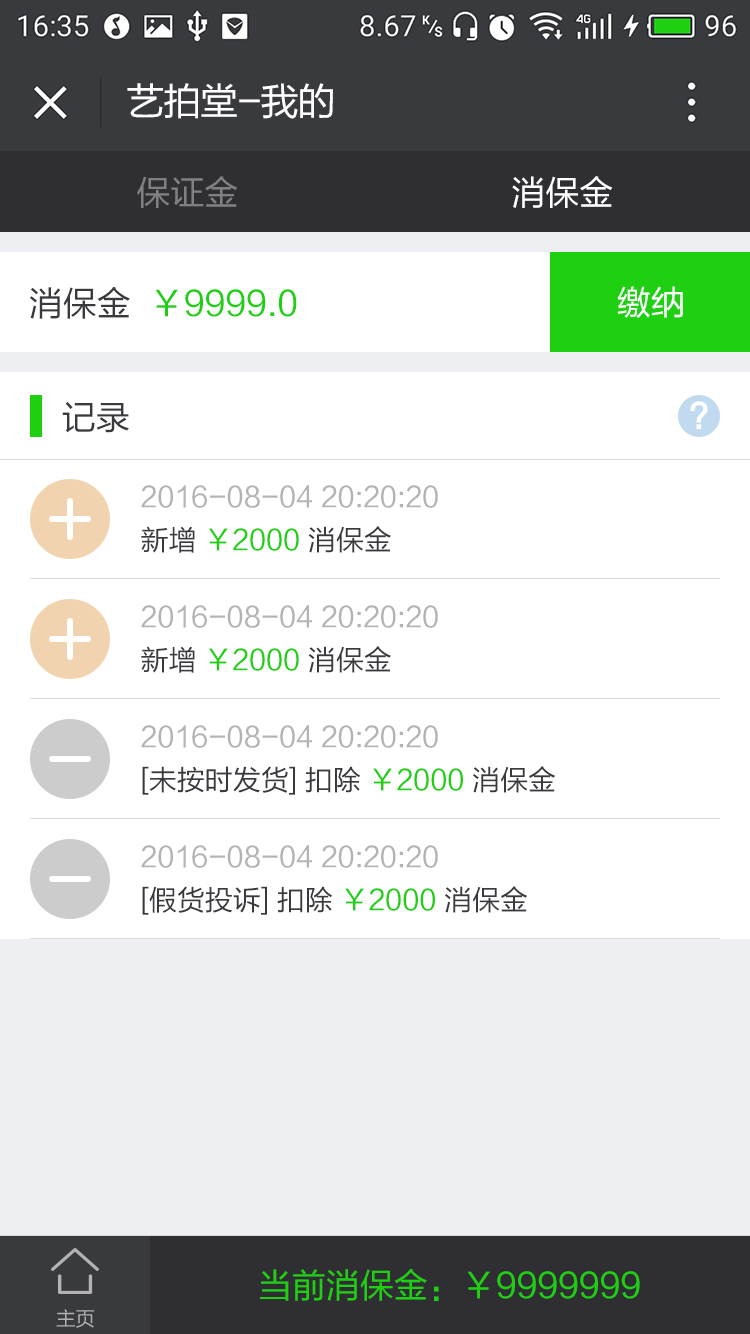 16:35 8.67 K/s 4G 96
艺拍堂-我的
保证金 消保金
消保金 ￥9999.0 缴纳
记录 ?
2016-08-04 20:20:20
新增 ￥2000 消保金
2016-08-04 20:20:20
新增 ￥2000 消保金
2016-08-04 20:20:20
[未按时发货] 扣除 ￥2000 消保金
2016-08-04 20:20:20
[假货投诉] 扣除 ￥2000 消保金
当前消保金：￥9999999
主页